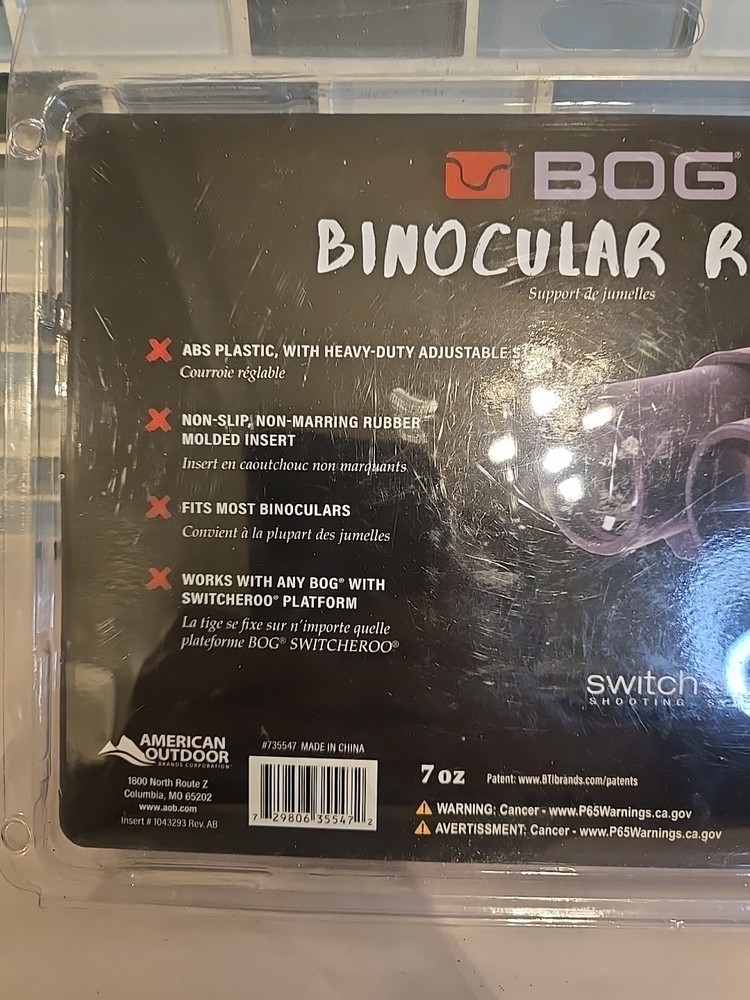 BOG®
BINOCULAR R
Support de jumelles
ABS PLASTIC, WITH HEAVY-DUTY ADJUSTABLE
Courroie réglable
NON-SLIP, NON-MARRING RUBBER
MOLDED INSERT
Insert en caoutchouc non marquants
FITS MOST BINOCULARS
Convient à la plupart des jumelles
WORKS WITH ANY BOG® WITH
SWITCHEROO® PLATFORM
La tige se fixe sur n'importe quelle
plateforme BOG® SWITCHEROO®
switch
SHOOTING
AMERICAN
OUTDOOR
BRANDS CORPORATION
1800 North Route Z
Columbia, MO 65202
www.aob.com
Insert # 1043293 Rev. AB
#735547 MADE IN CHINA
7 29806 35547 2
7 oz
Patent: www.BTIbrands.com/patents
⚠ WARNING: Cancer - www.P65Warnings.ca.gov
⚠ AVERTISSMENT: Cancer - www.P65Warnings.ca.gov